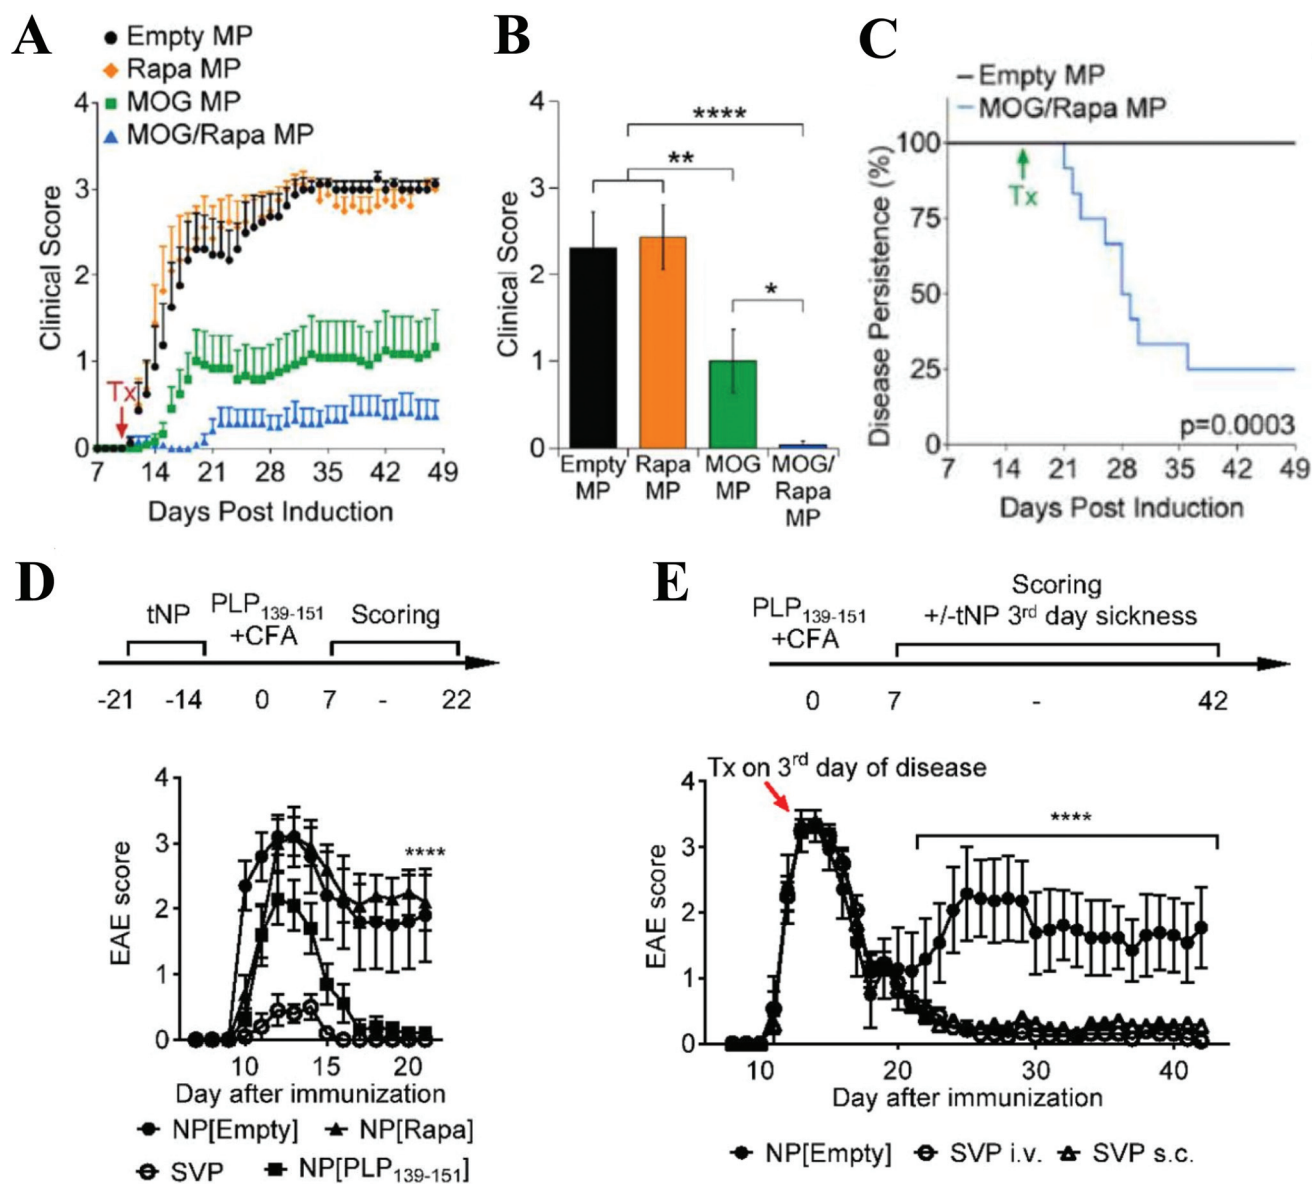 A
Empty MP
Rapa MP
MOG MP
MOG/Rapa MP
Clinical Score
4
3
2
1
0
Tx
7 14 21 28 35 42 49
Days Post Induction
B
Clinical Score
4
3
2
1
0
****
**
*
Empty MP
Rapa MP
MOG MP
MOG/ Rapa MP
C
Empty MP
MOG/Rapa MP
Disease Persistence (%)
100
75
50
25
0
Tx
p=0.0003
7 14 21 28 35 42 49
Days Post Induction
D
tNP
PLP139-151
+CFA
Scoring
-21 -14 0 7 - 22
EAE score
4
3
2
1
0
****
10 15 20
Day after immunization
NP[Empty] NP[Rapa]
SVP NP[PLP139-151]
E
PLP139-151
+CFA
Scoring
+/-tNP 3rd day sickness
0 7 - 42
Tx on 3rd day of disease
EAE score
4
3
2
1
0
****
10 20 30 40
Day after immunization
NP[Empty] SVP i.v. SVP s.c.